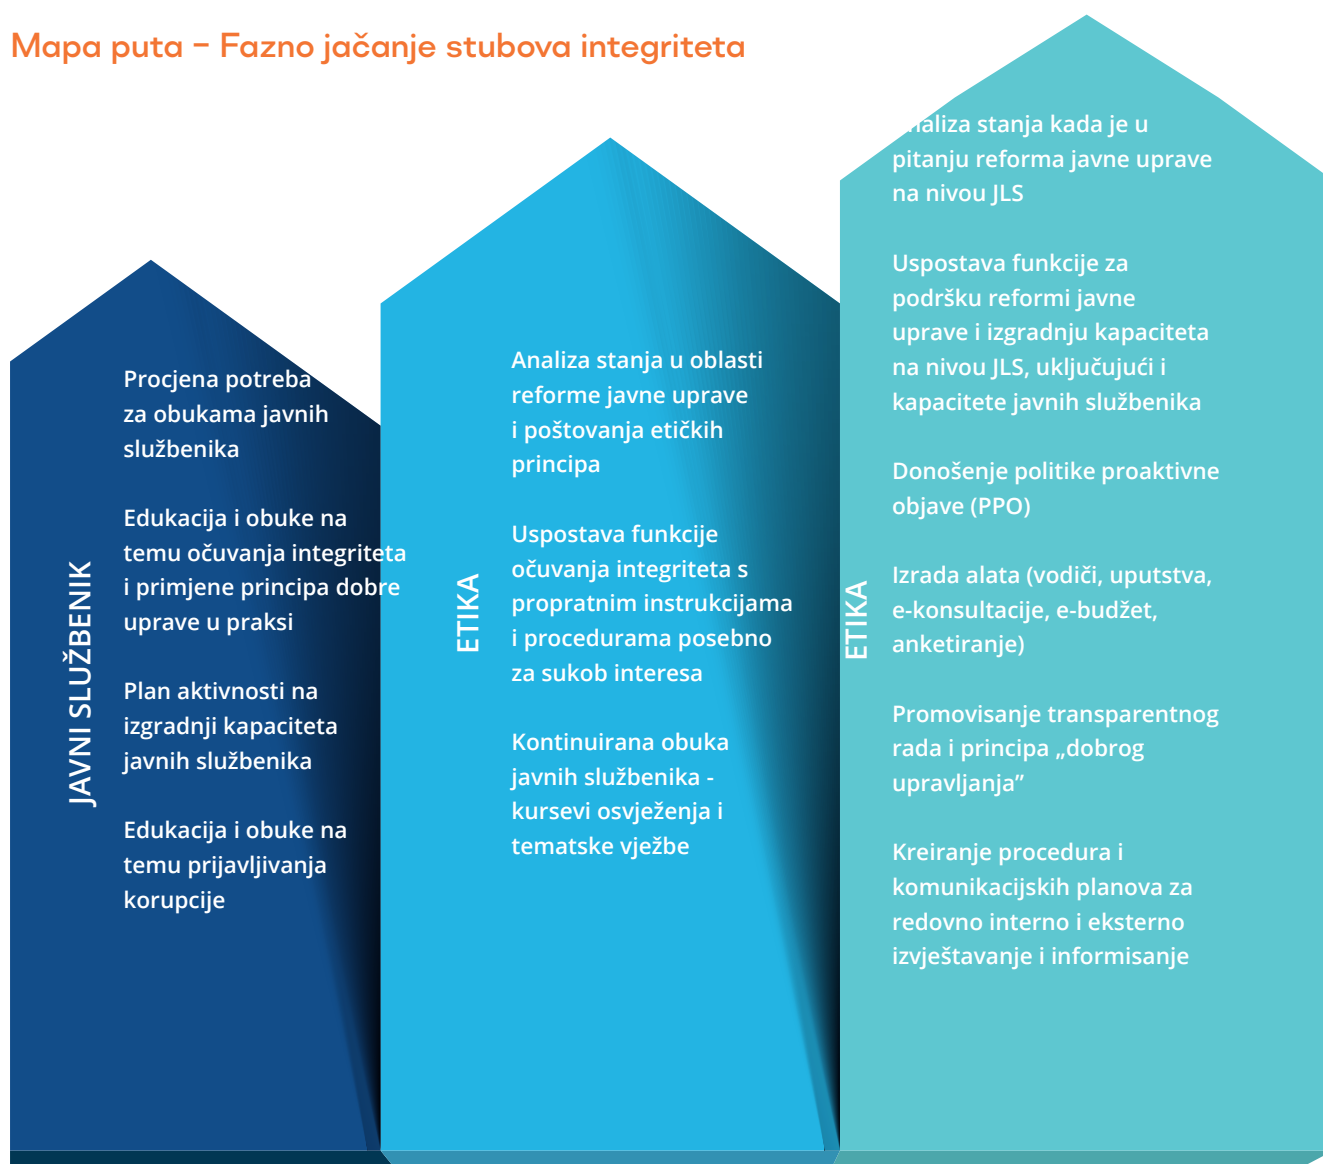 Mapa puta – Fazno jačanje stubova integriteta
JAVNI SLUŽBENIK
Procjena potreba
za obukama javnih
službenika
Edukacija i obuke na
temu očuvanja integriteta
i primjene principa dobre
uprave u praksi
Plan aktivnosti na
izgradnji kapaciteta
javnih službenika
Edukacija i obuke na
temu prijavljivanja
korupcije
ETIKA
Analiza stanja u oblasti
reforme javne uprave
i poštovanja etičkih
principa
Uspostava funkcije
očuvanja integriteta s
propratnim instrukcijama
i procedurama posebno
za sukob interesa
Kontinuirana obuka
javnih službenika -
kursevi osvježenja i
tematske vježbe
ETIKA
Analiza stanja kada je u
pitanju reforma javne uprave
na nivou JLS
Uspostava funkcije za
podršku reformi javne
uprave i izgradnju kapaciteta
na nivou JLS, uključujući i
kapacitete javnih službenika
Donošenje politike proaktivne
objave (PPO)
Izrada alata (vodiči, uputstva,
e-konsultacije, e-budžet,
anketiranje)
Promovisanje transparentnog
rada i principa „dobrog
upravljanja”
Kreiranje procedura i
komunikacijskih planova za
redovno interno i eksterno
izvještavanje i informisanje